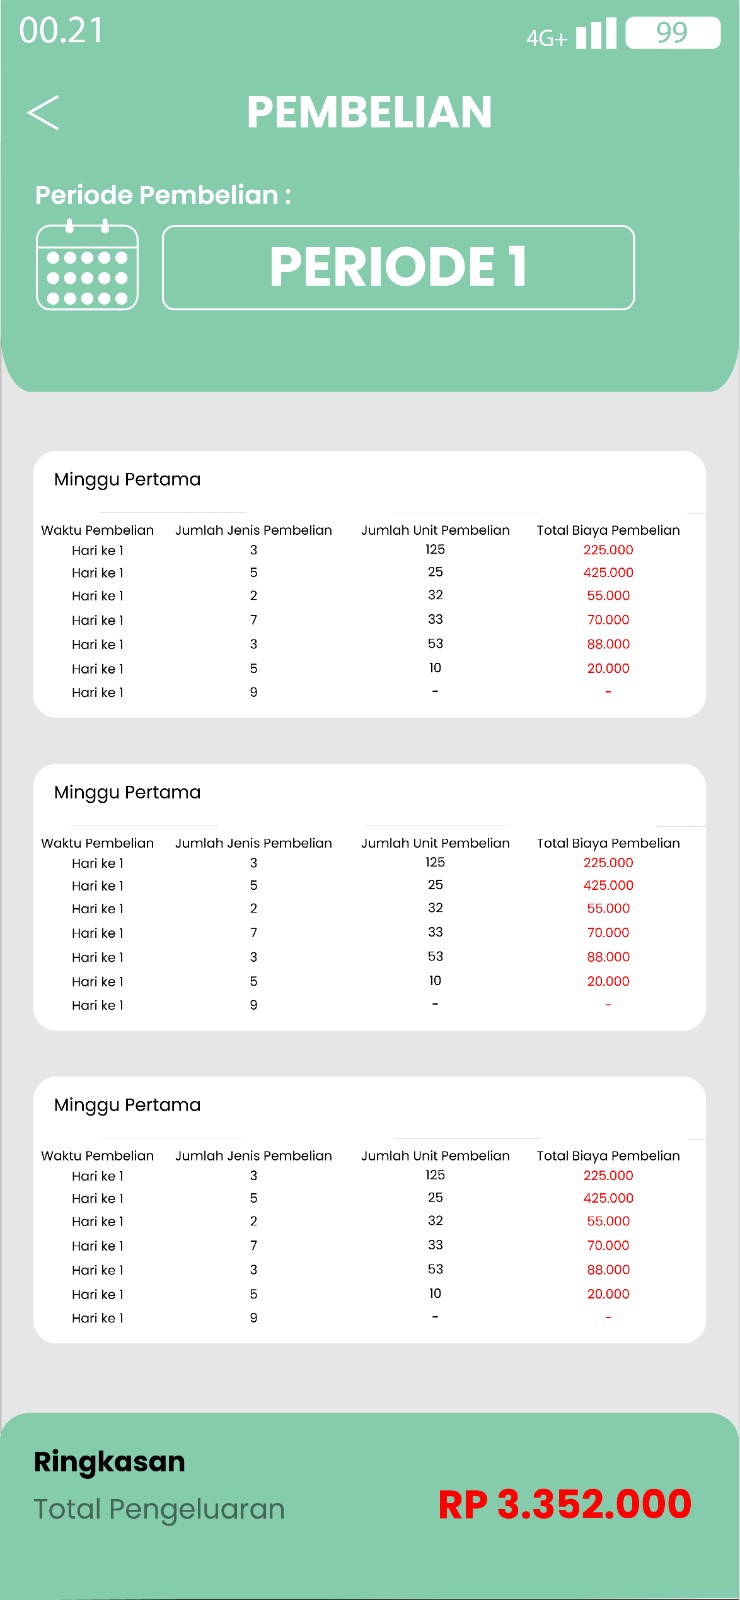 00.21 4G+ 99
< PEMBELIAN
Periode Pembelian :
PERIODE 1
Minggu Pertama
Waktu Pembelian Jumlah Jenis Pembelian Jumlah Unit Pembelian Total Biaya Pembelian
Hari ke 1 3 125 225.000
Hari ke 1 5 25 425.000
Hari ke 1 2 32 55.000
Hari ke 1 7 33 70.000
Hari ke 1 3 53 88.000
Hari ke 1 5 10 20.000
Hari ke 1 9 - -
Minggu Pertama
Waktu Pembelian Jumlah Jenis Pembelian Jumlah Unit Pembelian Total Biaya Pembelian
Hari ke 1 3 125 225.000
Hari ke 1 5 25 425.000
Hari ke 1 2 32 55.000
Hari ke 1 7 33 70.000
Hari ke 1 3 53 88.000
Hari ke 1 5 10 20.000
Hari ke 1 9 - -
Minggu Pertama
Waktu Pembelian Jumlah Jenis Pembelian Jumlah Unit Pembelian Total Biaya Pembelian
Hari ke 1 3 125 225.000
Hari ke 1 5 25 425.000
Hari ke 1 2 32 55.000
Hari ke 1 7 33 70.000
Hari ke 1 3 53 88.000
Hari ke 1 5 10 20.000
Hari ke 1 9 - -
Ringkasan
Total Pengeluaran RP 3.352.000